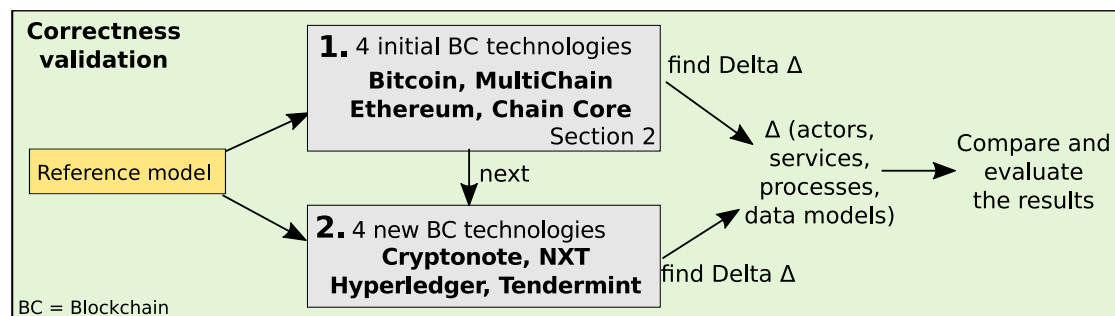 Correctness
validation
1. 4 initial BC technologies
Bitcoin, MultiChain
Ethereum, Chain Core
Section 2
find Delta Δ
Reference model
next
Δ (actors,
services,
processes,
data models)
Compare and
evaluate
the results
2. 4 new BC technologies
Cryptonote, NXT
Hyperledger, Tendermint
find Delta Δ
BC = Blockchain